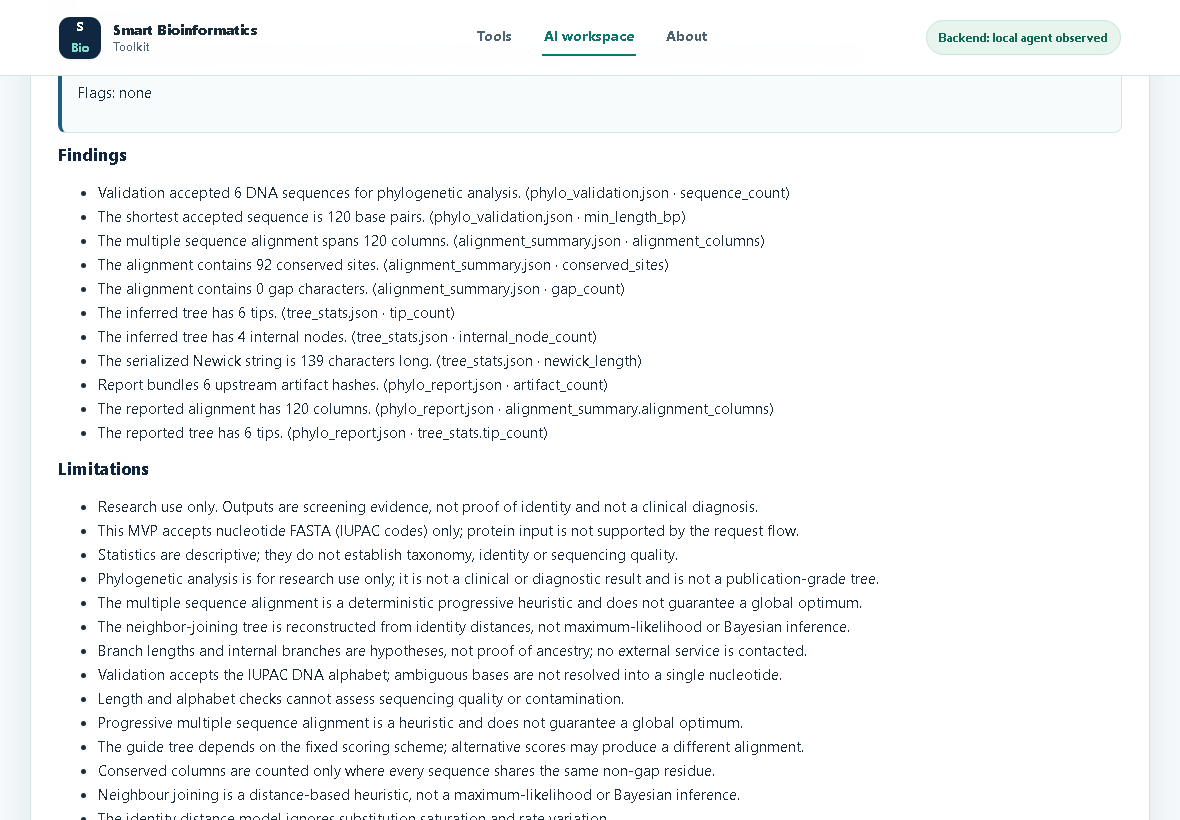 S
Bio
Smart Bioinformatics
Toolkit
Tools
AI workspace
About
Backend: local agent observed
Flags: none
Findings
• Validation accepted 6 DNA sequences for phylogenetic analysis. (phylo_validation.json · sequence_count)
• The shortest accepted sequence is 120 base pairs. (phylo_validation.json · min_length_bp)
• The multiple sequence alignment spans 120 columns. (alignment_summary.json · alignment_columns)
• The alignment contains 92 conserved sites. (alignment_summary.json · conserved_sites)
• The alignment contains 0 gap characters. (alignment_summary.json · gap_count)
• The inferred tree has 6 tips. (tree_stats.json · tip_count)
• The inferred tree has 4 internal nodes. (tree_stats.json · internal_node_count)
• The serialized Newick string is 139 characters long. (tree_stats.json · newick_length)
• Report bundles 6 upstream artifact hashes. (phylo_report.json · artifact_count)
• The reported alignment has 120 columns. (phylo_report.json · alignment_summary.alignment_columns)
• The reported tree has 6 tips. (phylo_report.json · tree_stats.tip_count)
Limitations
• Research use only. Outputs are screening evidence, not proof of identity and not a clinical diagnosis.
• This MVP accepts nucleotide FASTA (IUPAC codes) only; protein input is not supported by the request flow.
• Statistics are descriptive; they do not establish taxonomy, identity or sequencing quality.
• Phylogenetic analysis is for research use only; it is not a clinical or diagnostic result and is not a publication-grade tree.
• The multiple sequence alignment is a deterministic progressive heuristic and does not guarantee a global optimum.
• The neighbor-joining tree is reconstructed from identity distances, not maximum-likelihood or Bayesian inference.
• Branch lengths and internal branches are hypotheses, not proof of ancestry; no external service is contacted.
• Validation accepts the IUPAC DNA alphabet; ambiguous bases are not resolved into a single nucleotide.
• Length and alphabet checks cannot assess sequencing quality or contamination.
• Progressive multiple sequence alignment is a heuristic and does not guarantee a global optimum.
• The guide tree depends on the fixed scoring scheme; alternative scores may produce a different alignment.
• Conserved columns are counted only where every sequence shares the same non-gap residue.
• Neighbour joining is a distance-based heuristic, not a maximum-likelihood or Bayesian inference.
• The identity distance model ignores substitution saturation and rate variation.